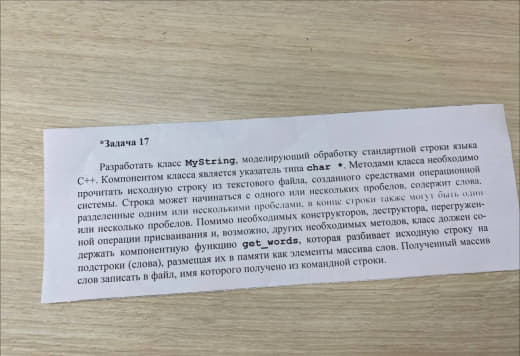 *Задача 17
Разработать класс MyString, моделирующий обработку стандартной строки языка
С++. Компонентом класса является указатель типа char *. Методами класса необходимо
прочитать исходную строку из текстового файла, созданного средствами операционной
системы. Строка может начинаться с одного или нескольких пробелов, содержит слова,
разделенные одним или несколькими пробелами, в конце строки также могут быть один
или несколько пробелов. Помимо необходимых конструкторов, деструктора, перегружен-
ной операции присваивания и, возможно, других необходимых методов, класс должен со-
держать компонентную функцию get_words, которая разбивает исходную строку на
подстроки (слова), размещая их в памяти как элементы массива слов. Полученный массив
слов записать в файл, имя которого получено из командной строки.